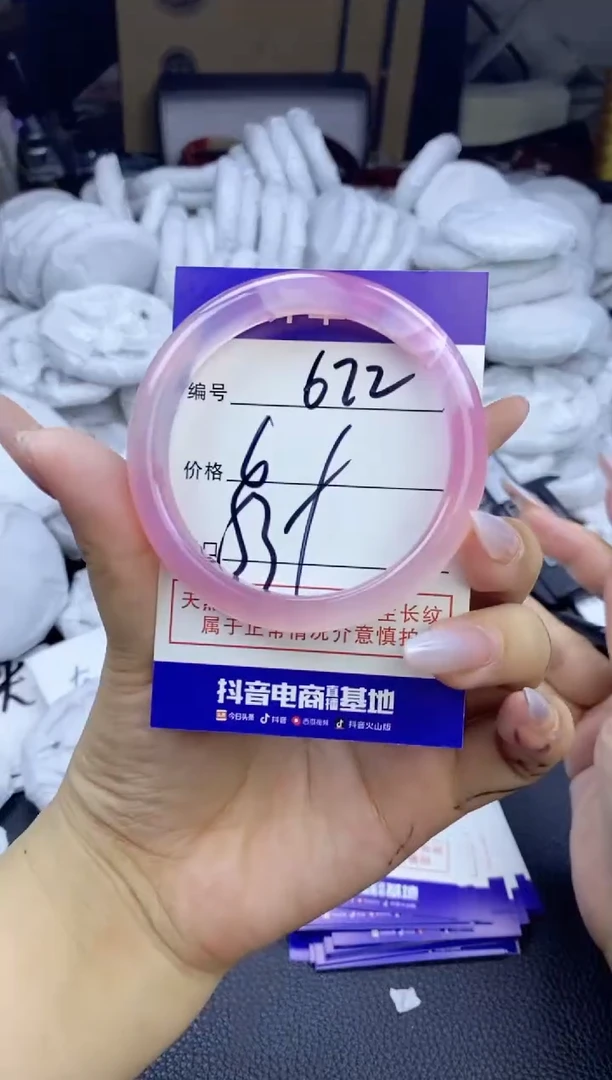 编号 672
价格
天然 生长纹
属于正常情况介意慎拍
抖音电商直播基地
今日头条 抖音 西瓜视频 抖音火山版